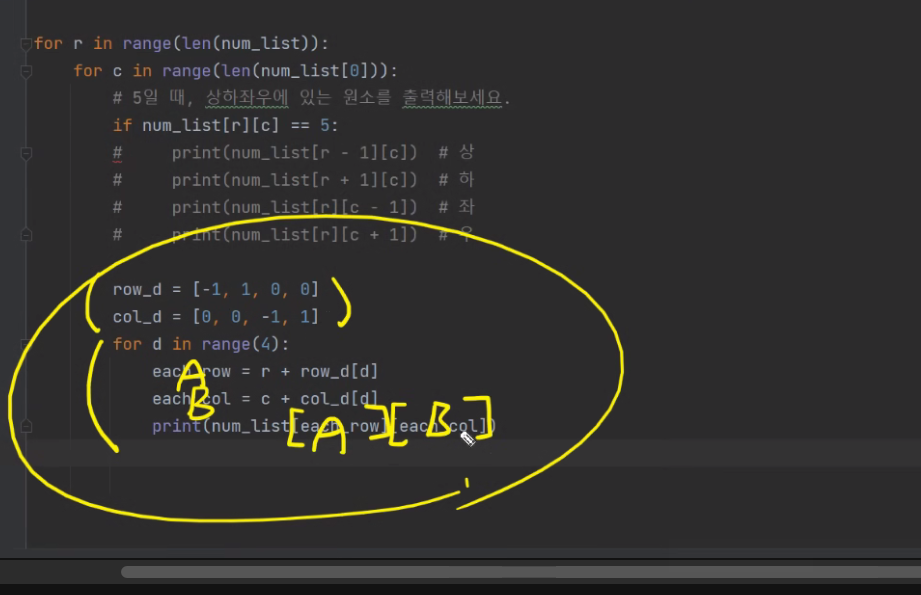 for r in range(len(num_list)):
    for c in range(len(num_list[0])):
        # 5일 때, 상하좌우에 있는 원소를 출력해보세요.
        if num_list[r][c] == 5:
        #     print(num_list[r - 1][c])  # 상
        #     print(num_list[r + 1][c])  # 하
        #     print(num_list[r][c - 1])  # 좌
        #     print(num_list[r][c + 1])  # 우
        row_d = [-1, 1, 0, 0]
        col_d = [0, 0, -1, 1]
        for d in range(4):
            each_row = r + row_d[d]
A
            each_col = c + col_d[d]
B
            print(num_list[each_row][each_col])
[A][B]